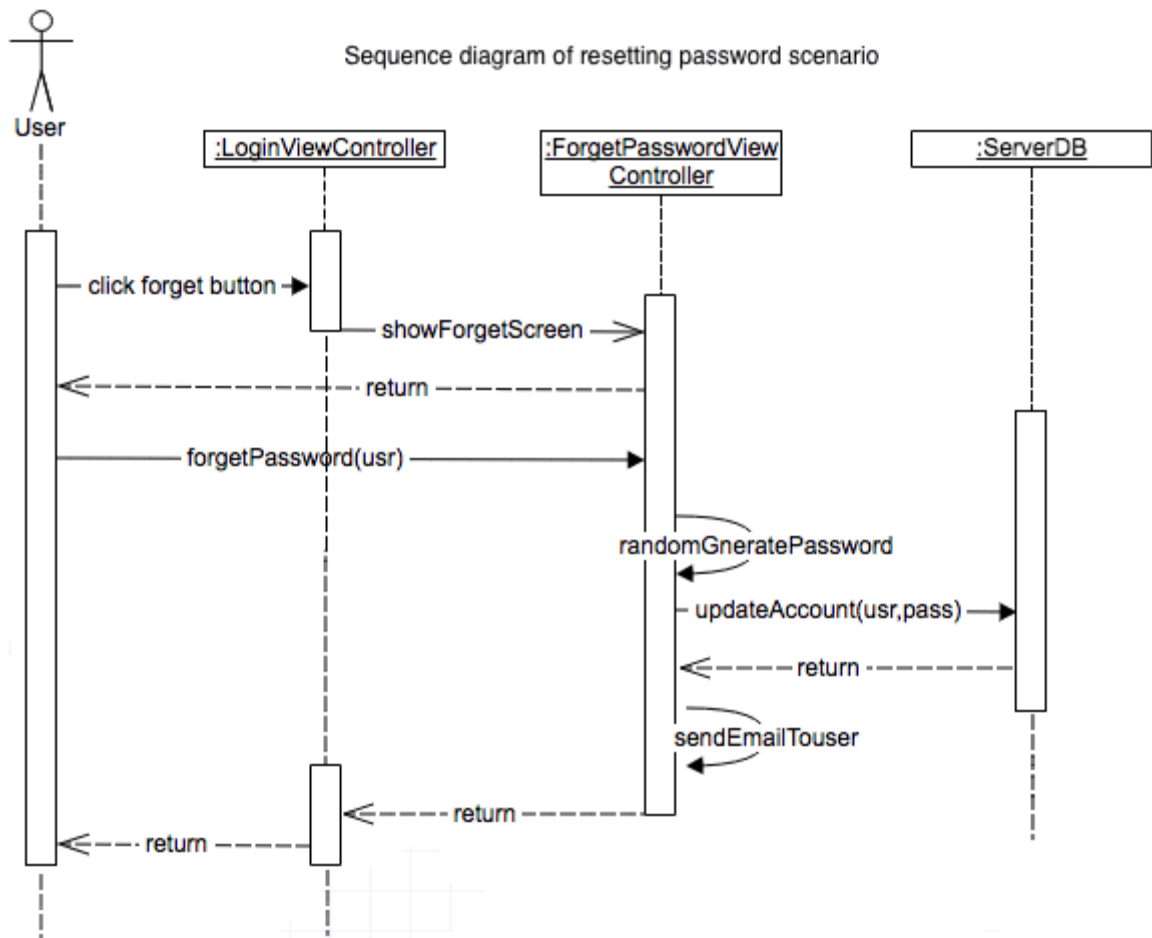 Sequence diagram of resetting password scenario
User
:LoginViewController
:ForgetPasswordView
Controller
:ServerDB
click forget button
showForgetScreen
return
forgetPassword(usr)
randomGneratePassword
updateAccount(usr,pass)
return
sendEmailTouser
return
return